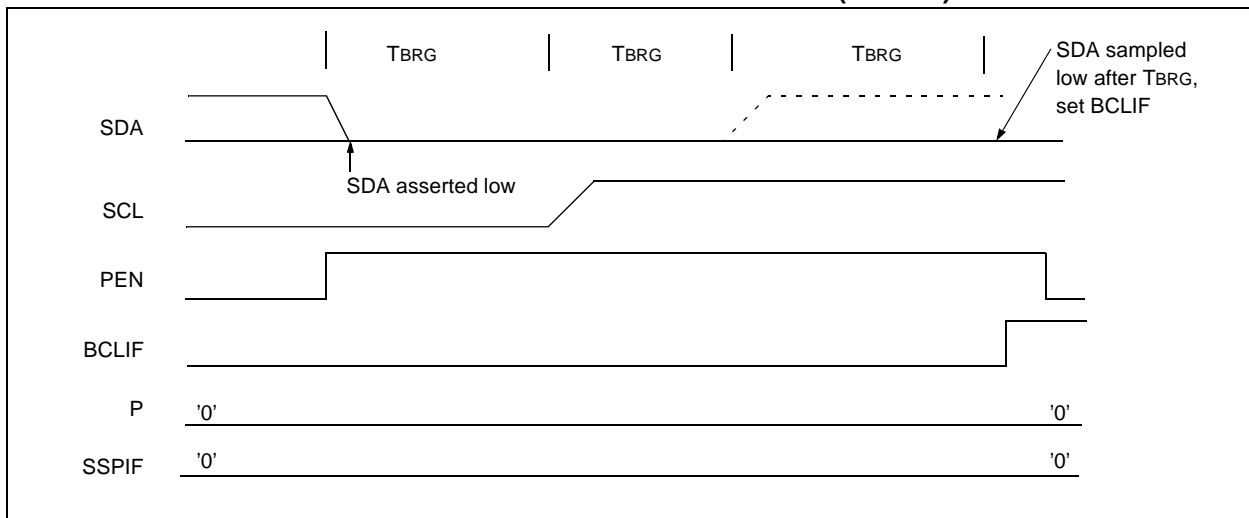 TBRG
TBRG
TBRG
SDA sampled
low after TBRG,
set BCLIF
SDA
SDA asserted low
SCL
PEN
BCLIF
P
'0'
'0'
SSPIF
'0'
'0'